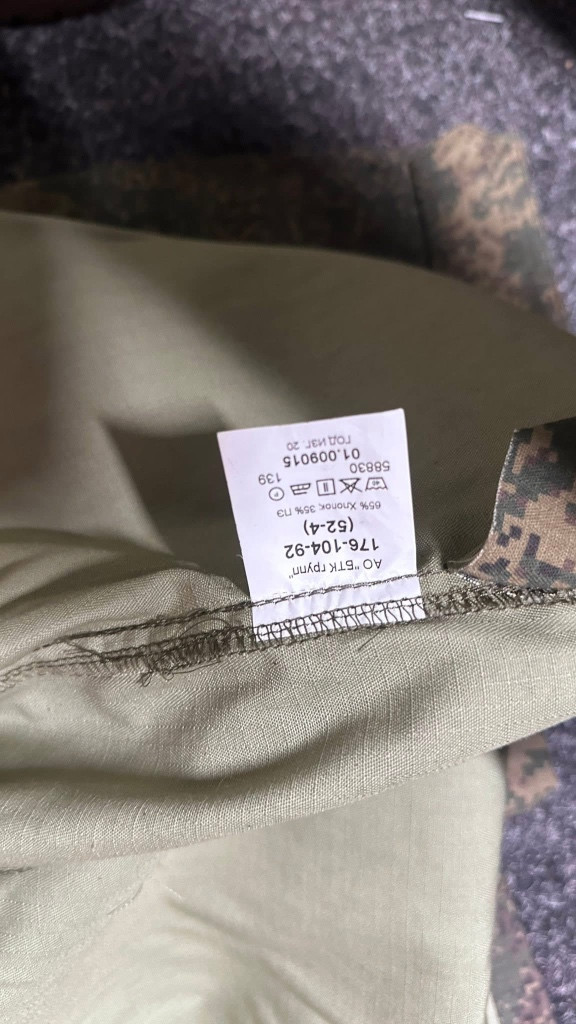 АО "БТК групп"
176-104-92
(52-4)
65% Хлопок, 35% ПЭ
58830 139
01.009015
год изг. 20